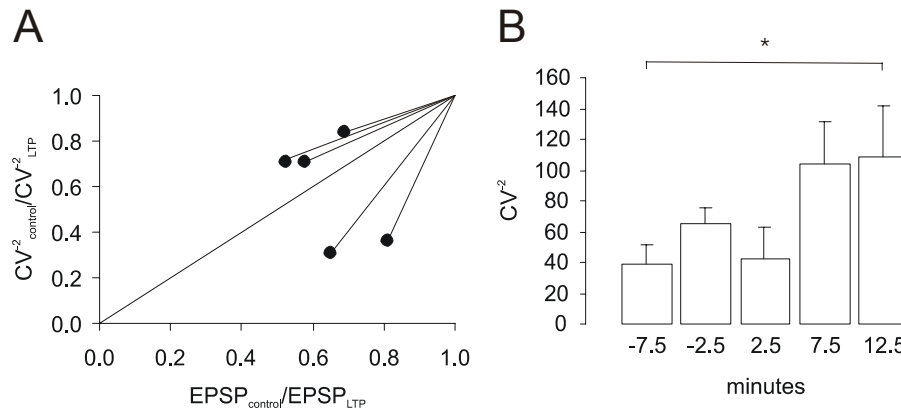 A
CV⁻²control/CV⁻²LTP
1.0
0.8
0.6
0.4
0.2
0.0
0.0 0.2 0.4 0.6 0.8 1.0
EPSPcontrol/EPSPLTP
B
*
CV⁻²
160
140
120
100
80
60
40
20
0
-7.5 -2.5 2.5 7.5 12.5
minutes